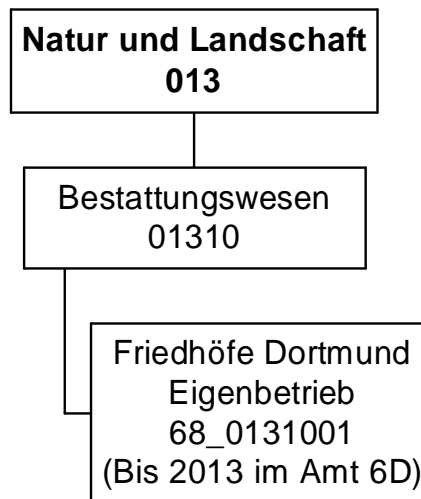 Natur und Landschaft
013
Bestattungswesen
01310
Friedhöfe Dortmund
Eigenbetrieb
68_0131001
(Bis 2013 im Amt 6D)